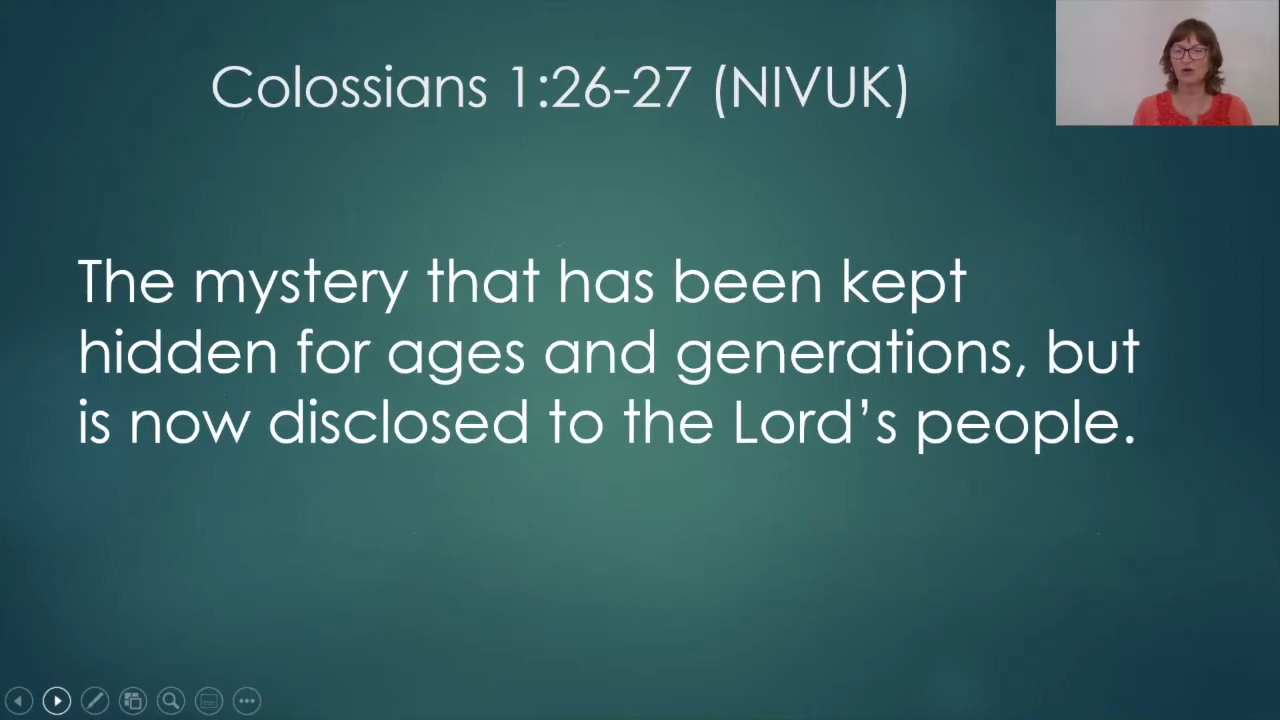 Colossians 1:26-27 (NIVUK)
The mystery that has been kept
hidden for ages and generations, but
is now disclosed to the Lord’s people.